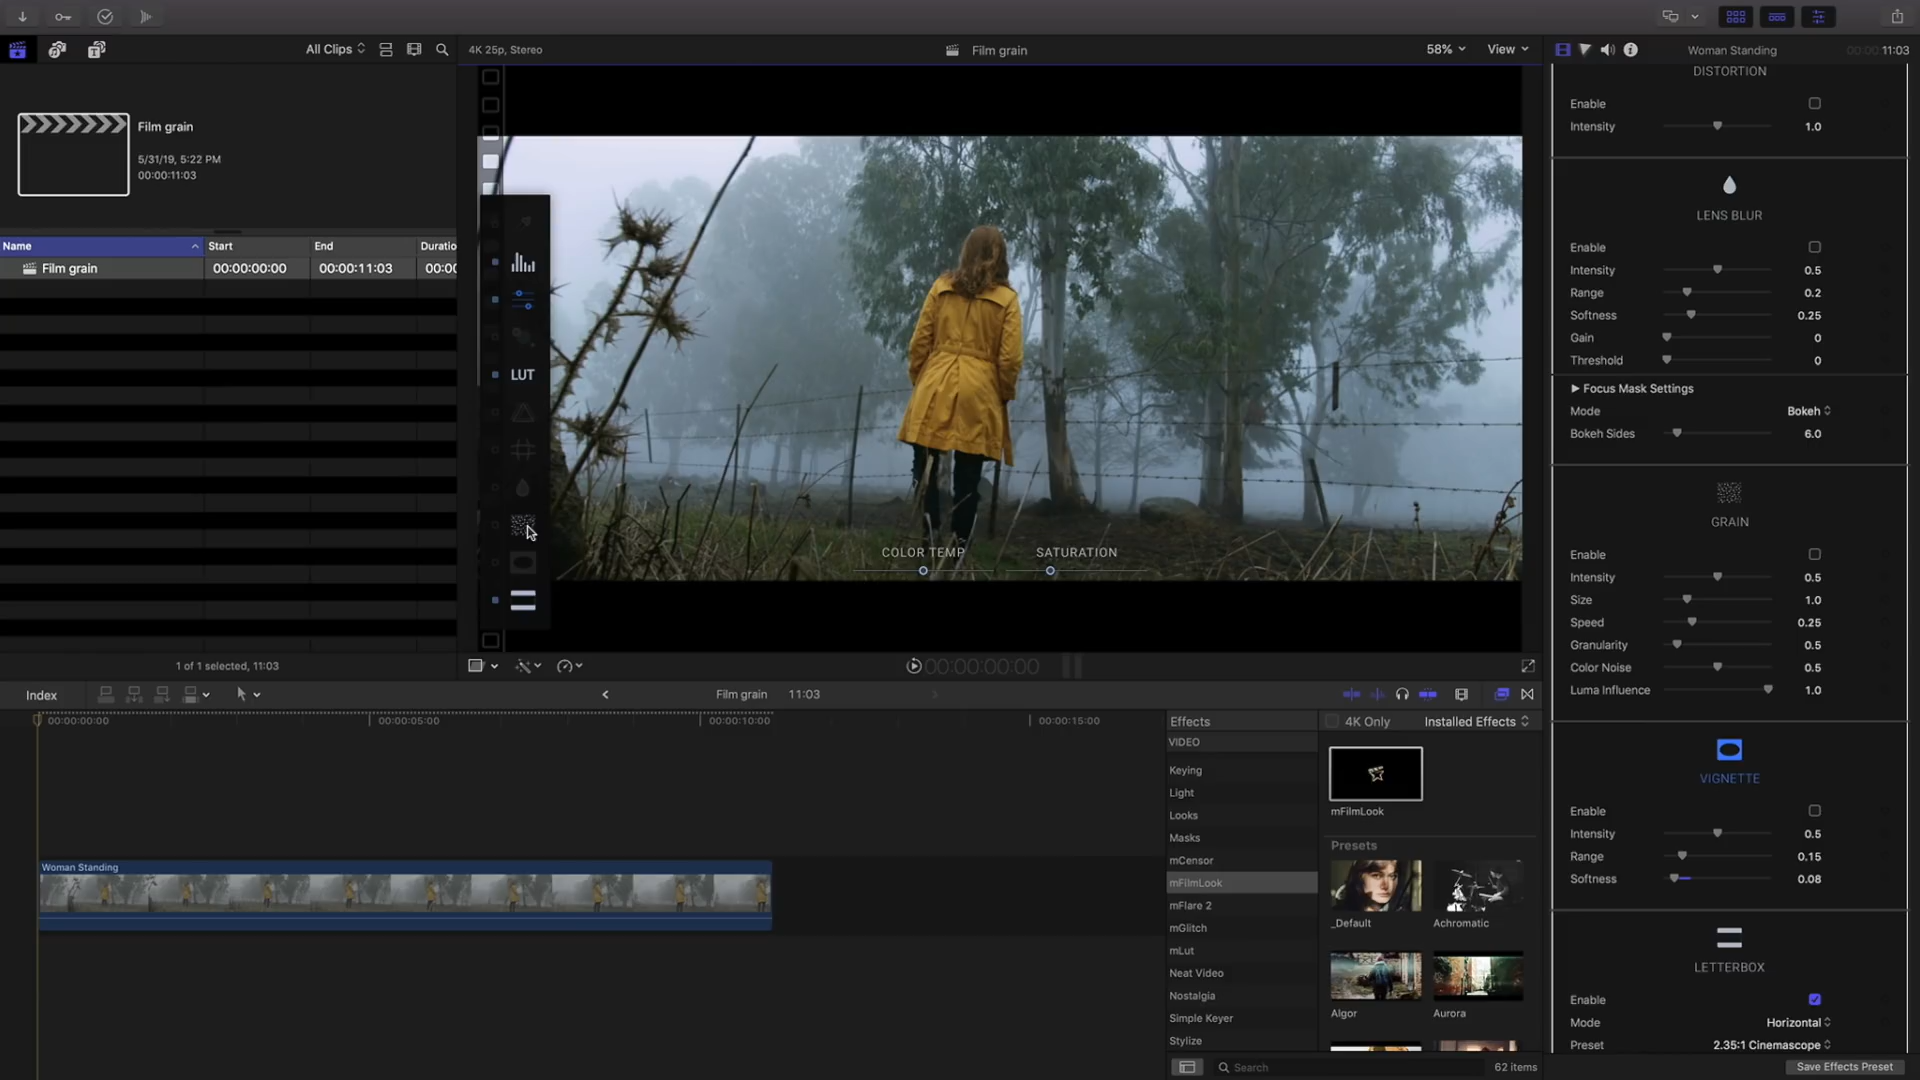 All Clips
4K 25p, Stereo
Film grain
58%
View
Woman Standing
00:00:11:03
Film grain
5/31/19, 5:22 PM
00:00:11:03
Name
Start
End
Duratio
Film grain
00:00:00:00
00:00:11:03
00:0
LUT
COLOR TEMP
SATURATION
1 of 1 selected, 11:03
00:00:00:00
DISTORTION
Enable
Intensity
1.0
LENS BLUR
Enable
Intensity
0.5
Range
0.2
Softness
0.25
Gain
0
Threshold
0
Focus Mask Settings
Mode
Bokeh
Bokeh Sides
6.0
GRAIN
Enable
Intensity
0.5
Size
1.0
Speed
0.25
Granularity
0.5
Color Noise
0.5
Luma Influence
1.0
VIGNETTE
Enable
Intensity
0.5
Range
0.15
Softness
0.08
LETTERBOX
Enable
Mode
Horizontal
Preset
2.35:1 Cinemascope
Save Effects Preset
Index
Film grain
11:03
00:00:00:00
00:00:05:00
00:00:10:00
00:00:15:00
Woman Standing
Effects
4K Only
Installed Effects
VIDEO
Keying
Light
Looks
Masks
mCensor
mFilmLook
mFlare 2
mGlitch
mLut
Neat Video
Nostalgia
Simple Keyer
Stylize
mFilmLook
Presets
_Default
Achromatic
Algor
Aurora
Search
62 items